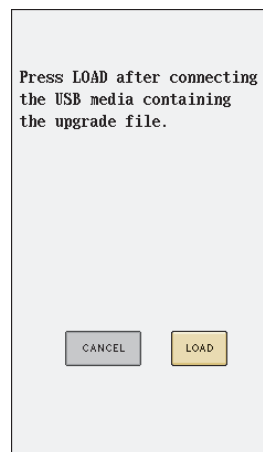 Press LOAD after connecting
the USB media containing
the upgrade file.
CANCEL LOAD